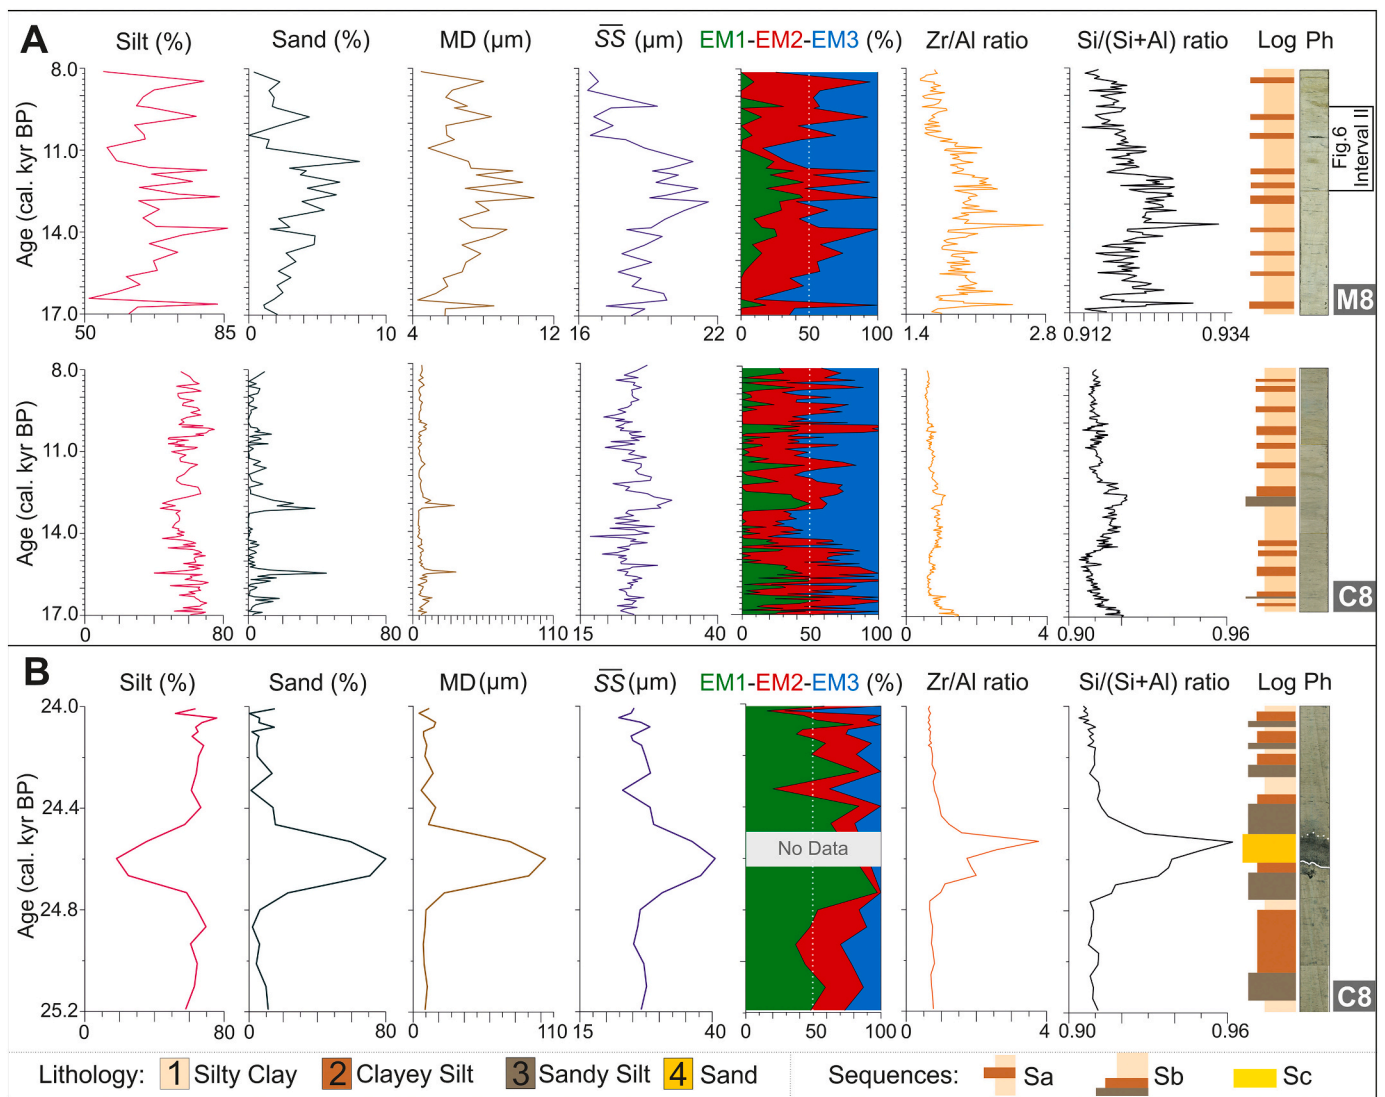 A
Silt (%) Sand (%) MD (µm) SS (µm) EM1-EM2-EM3 (%) Zr/Al ratio Si/(Si+Al) ratio Log Ph
Age (cal. kyr BP)
8.0
11.0
14.0
17.0
50 85 0 10 4 12 16 22 0 50 100 1.4 2.8 0.912 0.934
Fig.6
Interval II
M8
Age (cal. kyr BP)
8.0
11.0
14.0
17.0
0 80 0 80 0 110 15 40 0 50 100 0 4 0.90 0.96
C8
B
Silt (%) Sand (%) MD (µm) SS (µm) EM1-EM2-EM3 (%) Zr/Al ratio Si/(Si+Al) ratio Log Ph
Age (cal. kyr BP)
24.0
24.4
24.8
25.2
No Data
0 80 0 80 0 110 15 40 0 50 100 0 4 0.90 0.96
C8
Lithology: 1 Silty Clay 2 Clayey Silt 3 Sandy Silt 4 Sand Sequences: Sa Sb Sc